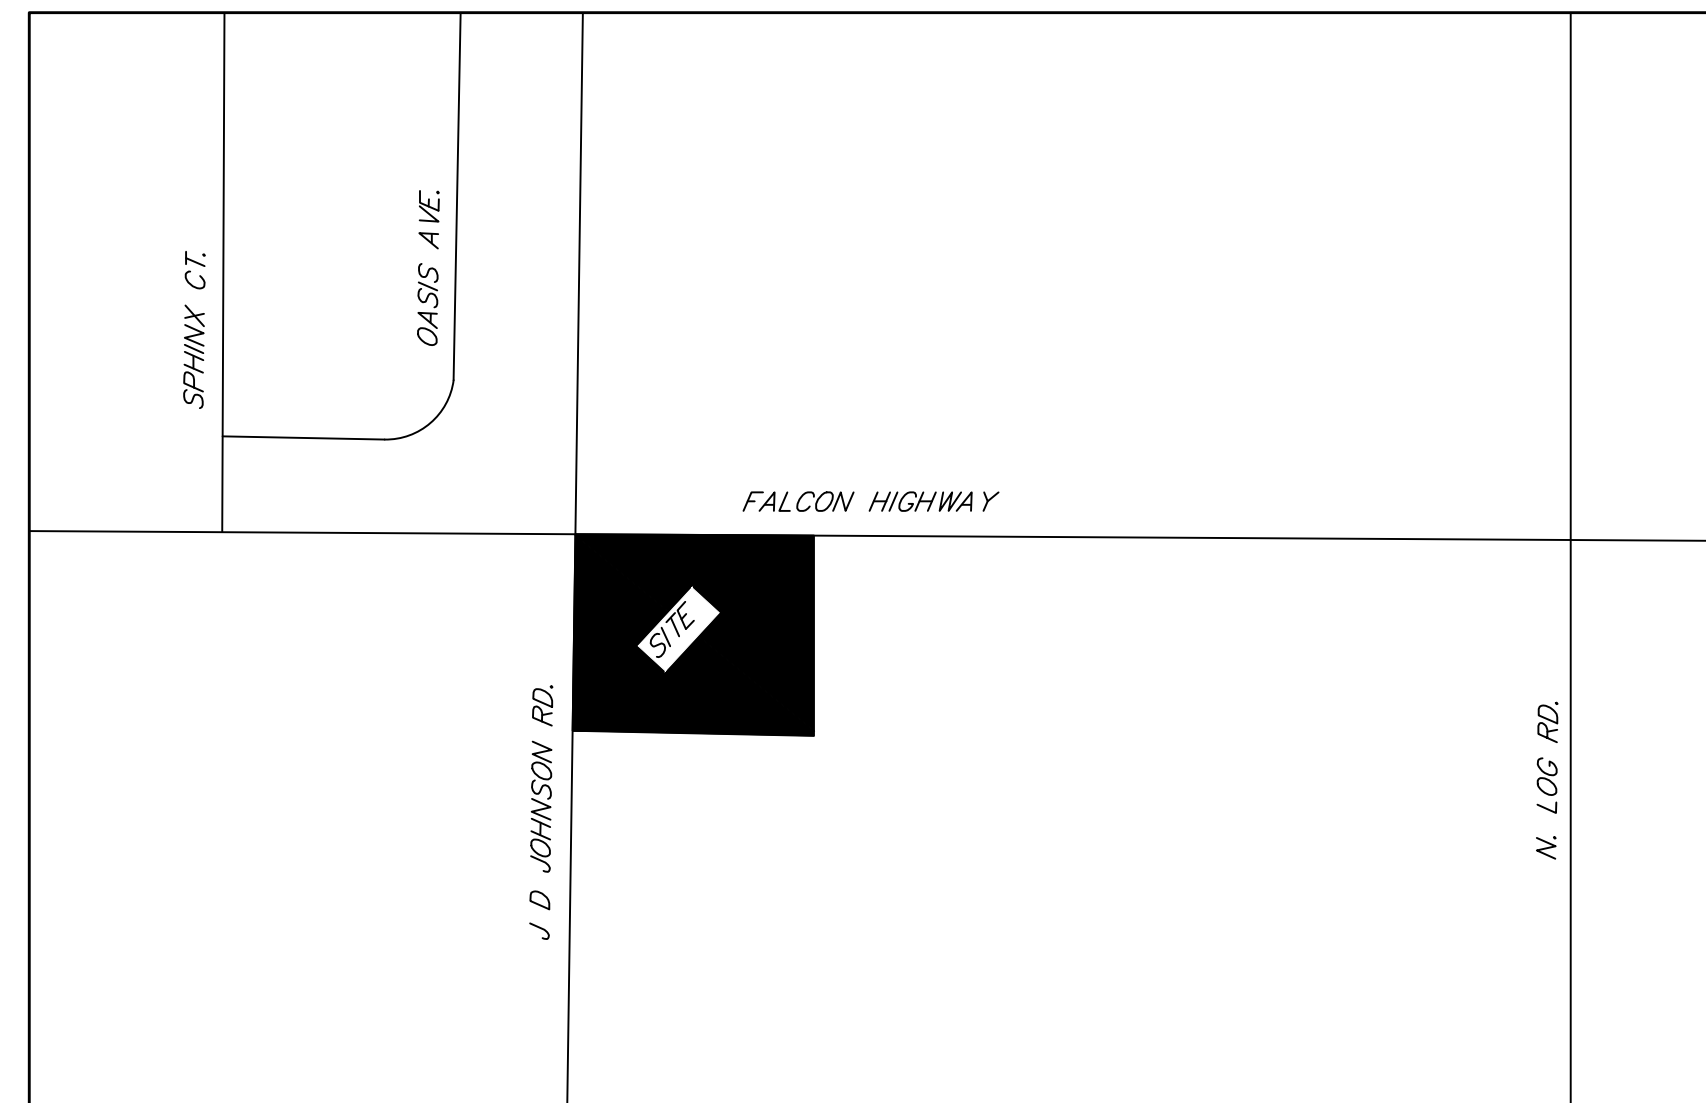 SPHINX CT.
OASIS AVE.
FALCON HIGHWAY
SITE
J D JOHNSON RD.
N. LOG RD.